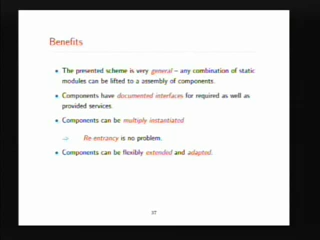 Benefits
The presented scheme is very general – any combination of static
modules can be lifted to a assembly of components.
Components have documented interfaces for required as well as
provided services.
Components can be multiply instantiated
⇒ Re-entrancy is no problem.
Components can be flexibly extended and adapted.
37